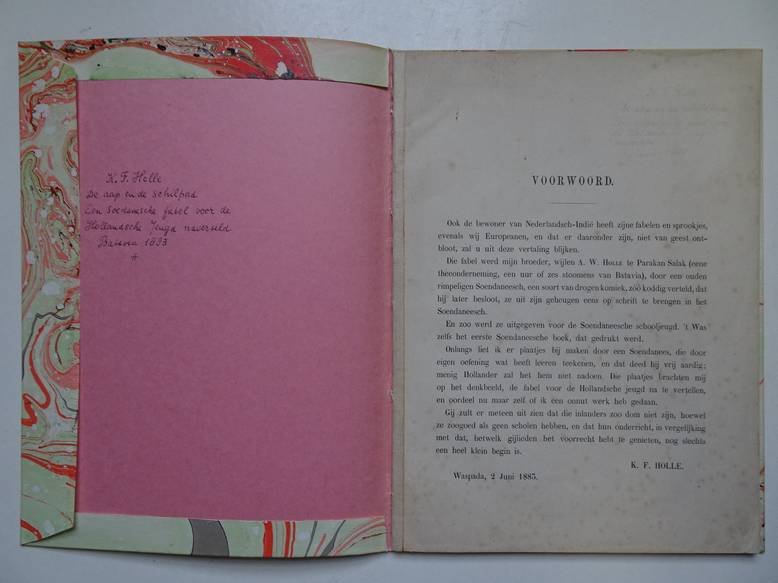 K. F. Holle
De aap en de Schilpad
Een Soedansche fabel voor de
Hollandsche Jeugd naverteld
Batavia 1883
VOORWOORD.
Ook de bewoner van Nederlandsch-Indië heeft zijne fabelen en sprookjes,
evenals wij Europeanen, en dat er daaronder zijn, niet van geest ont-
bloot, zal u uit deze vertaling blijken.
Die fabel werd mijn broeder, wijlen A. W. HOLLE te Parakan Salak (eene
theeonderneming, een uur of zes stoomens van Batavia), door een ouden
rimpeligen Soendaneesch, een soort van drogen komiek, zóó koddig verteld, dat
hij later besloot, ze uit zijn geheugen eens op schrift te brengen in het
Soendaneesch.
En zoo werd ze uitgegeven voor de Soendaneesche schooljeugd. 't Was
zelfs het eerste Soendaneesche boek, dat gedrukt werd.
Onlangs liet ik er plaatjes bij maken door een Soendanees, die door
eigen oefening wat heeft leeren teekenen, en dat deed hij vrij aardig;
menig Hollander zal het hem niet nadoen. Die plaatjes brachten mij
op het denkbeeld, de fabel voor de Hollandsche jeugd na te vertellen,
en oordeel nu maar zelf of ik een onnut werk heb gedaan.
Gij zult er meteen uit zien dat die inlanders zoo dom niet zijn, hoewel
ze zoogoed als geen scholen hebben, en dat hun onderricht, in vergelijking
met dat, hetwelk gijlieden het voorrecht hebt te genieten, nog slechts
een heel klein begin is.
K. F. HOLLE.
Waspada, 2 Juni 1885.